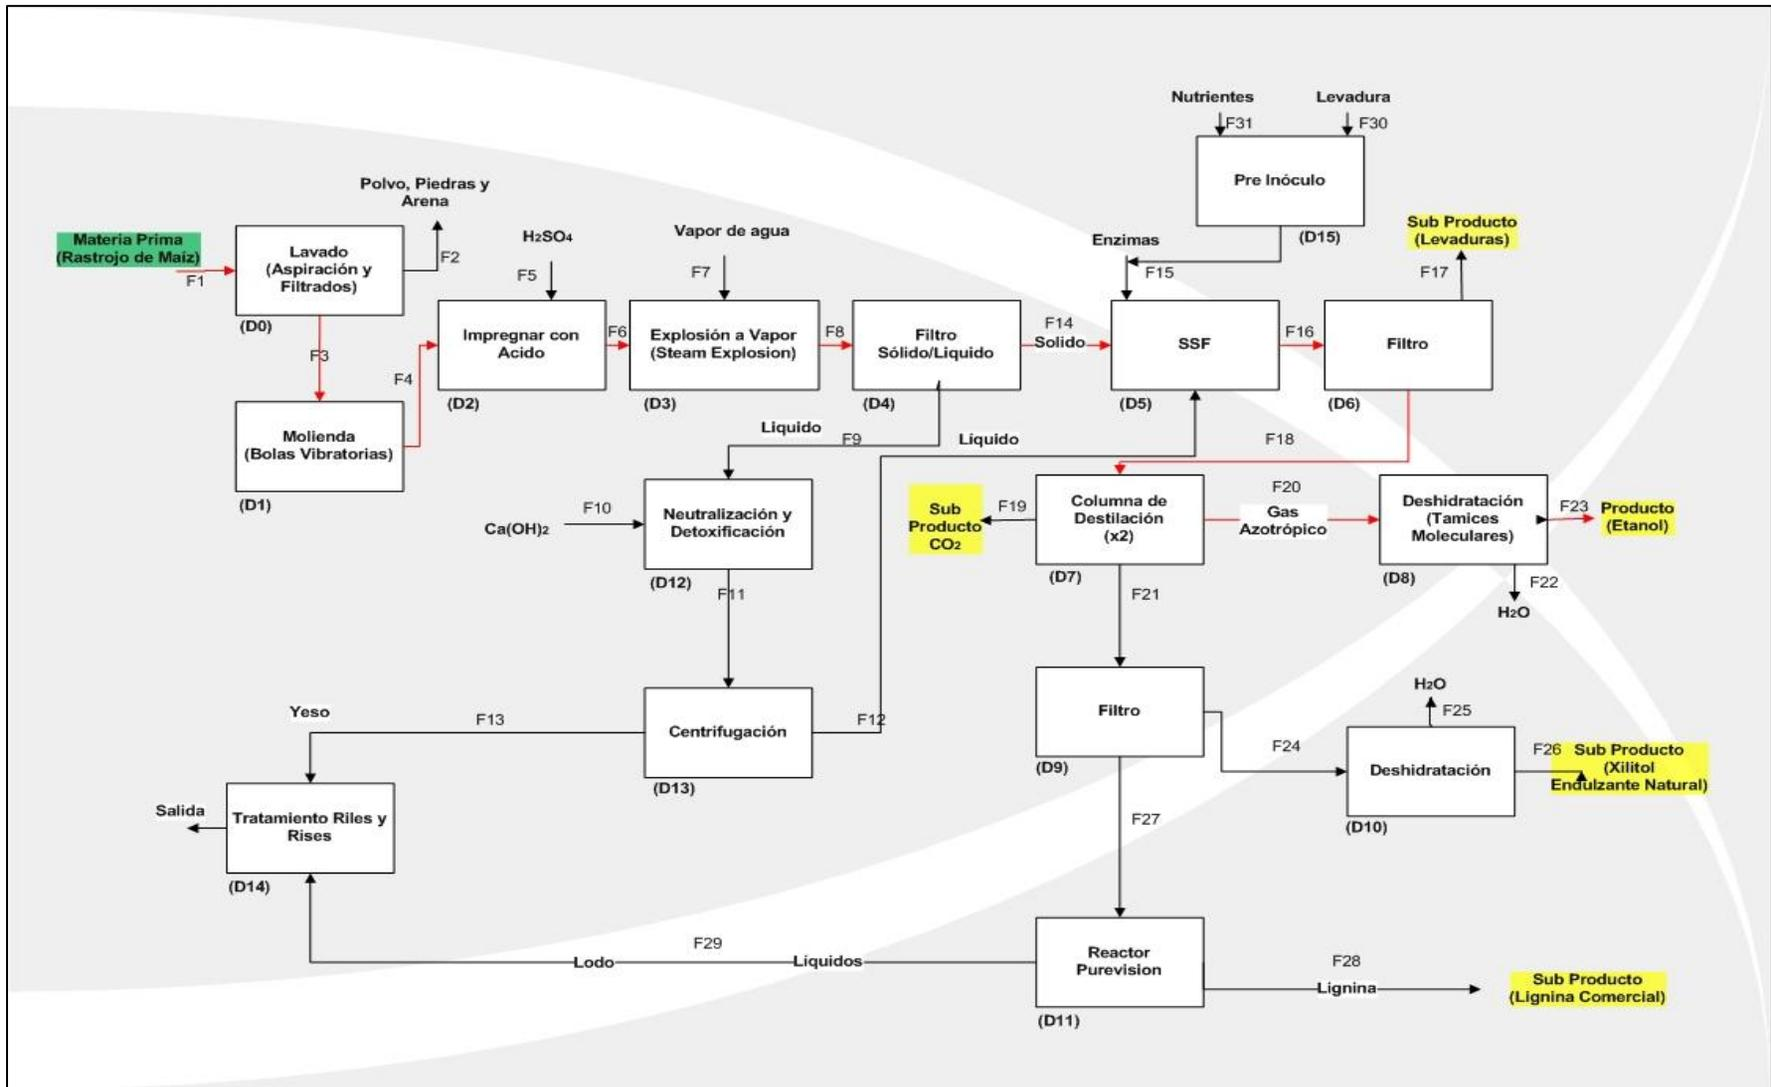 Nutrientes
Levadura
F31
F30
Pre Inóculo
(D15)
Polvo, Piedras y
Arena
F2
Materia Prima
(Rastrojo de Maíz)
F1
Lavado
(Aspiración y
Filtrados)
(D0)
F3
Molienda
(Bolas Vibratorias)
(D1)
F4
H2SO4
F5
Impregnar con
Acido
(D2)
F6
Vapor de agua
F7
Explosión a Vapor
(Steam Explosion)
(D3)
F8
Filtro
Sólido/Liquido
(D4)
F14
Solido
Enzimas
F15
SSF
(D5)
F16
Filtro
(D6)
F17
Sub Producto
(Levaduras)
F18
Liquido
F9
Líquido
Ca(OH)2
F10
Neutralización y
Detoxificación
(D12)
F11
Sub
Producto
CO2
F19
Columna de
Destilación
(x2)
(D7)
F20
Gas
Azotrópico
Deshidratación
(Tamices
Moleculares)
(D8)
F23
Producto
(Etanol)
F22
H2O
F21
Yeso
F13
Centrifugación
(D13)
F12
Filtro
(D9)
F24
H2O
F25
Deshidratación
(D10)
F26
Sub Producto
(Xilitol
Endulzante Natural)
Salida
Tratamiento Riles y
Rises
(D14)
F27
F29
Lodo
Líquidos
Reactor
Purevision
(D11)
F28
Lignina
Sub Producto
(Lignina Comercial)